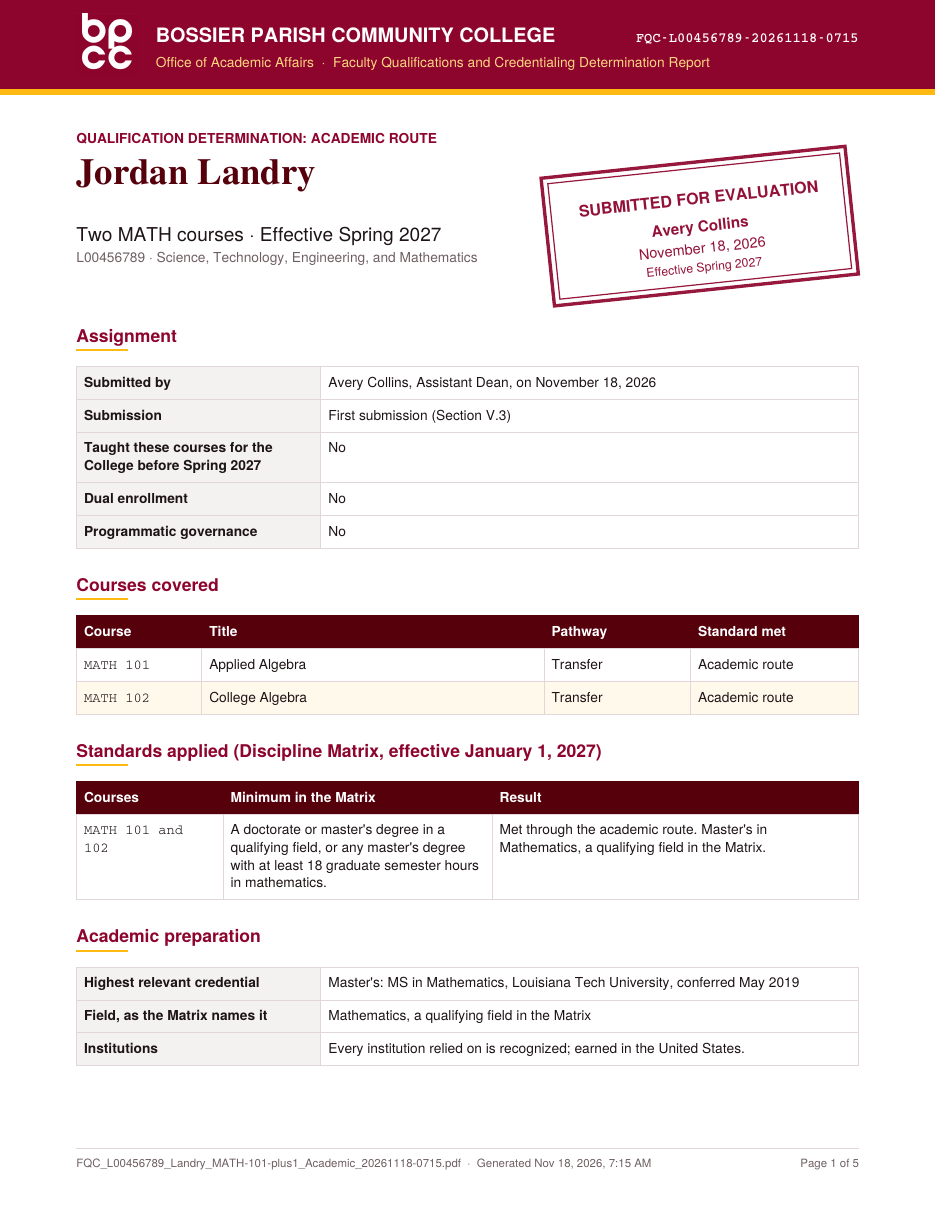 bp
cc
BOSSIER PARISH COMMUNITY COLLEGE
FQC-L00456789-20261118-0715
Office of Academic Affairs · Faculty Qualifications and Credentialing Determination Report
QUALIFICATION DETERMINATION: ACADEMIC ROUTE
Jordan Landry
Two MATH courses · Effective Spring 2027
L00456789 · Science, Technology, Engineering, and Mathematics
SUBMITTED FOR EVALUATION
Avery Collins
November 18, 2026
Effective Spring 2027
Assignment
Submitted by Avery Collins, Assistant Dean, on November 18, 2026
Submission First submission (Section V.3)
Taught these courses for the No
College before Spring 2027
Dual enrollment No
Programmatic governance No
Courses covered
Course Title Pathway Standard met
MATH 101 Applied Algebra Transfer Academic route
MATH 102 College Algebra Transfer Academic route
Standards applied (Discipline Matrix, effective January 1, 2027)
Courses Minimum in the Matrix Result
MATH 101 and A doctorate or master's degree in a Met through the academic route. Master's in
102 qualifying field, or any master's degree Mathematics, a qualifying field in the Matrix.
with at least 18 graduate semester hours
in mathematics.
Academic preparation
Highest relevant credential Master's: MS in Mathematics, Louisiana Tech University, conferred May 2019
Field, as the Matrix names it Mathematics, a qualifying field in the Matrix
Institutions Every institution relied on is recognized; earned in the United States.
FQC_L00456789_Landry_MATH-101-plus1_Academic_20261118-0715.pdf · Generated Nov 18, 2026, 7:15 AM Page 1 of 5